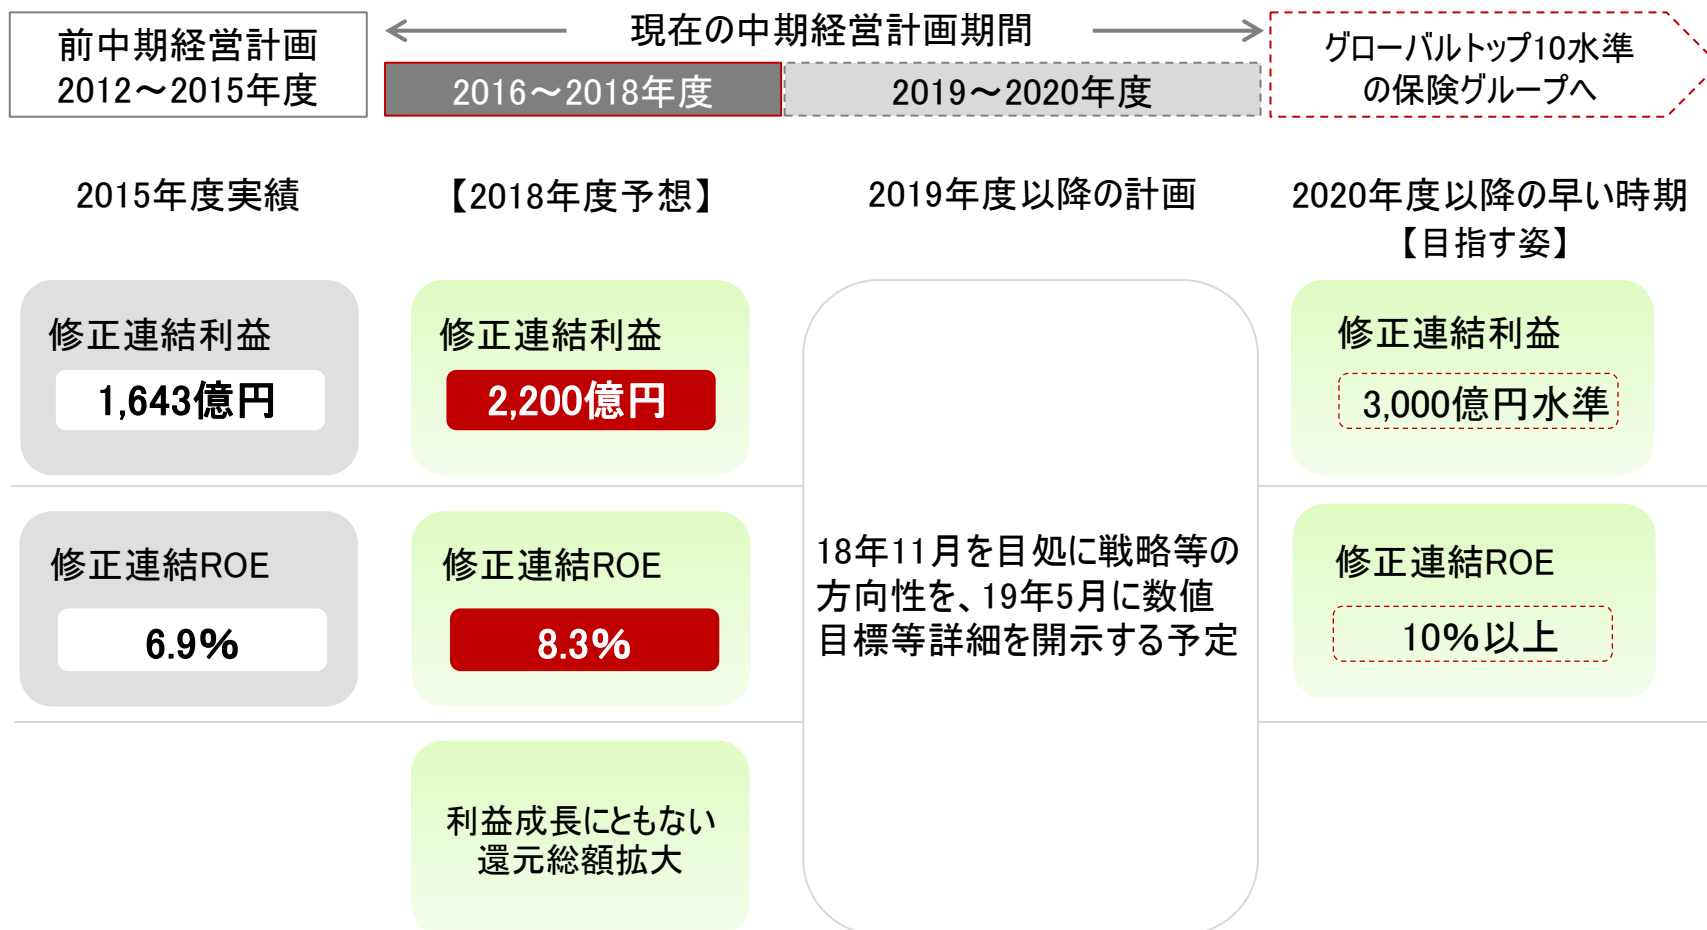 前中期経営計画
2012～2015年度
現在の中期経営計画期間
2016～2018年度
2019～2020年度
グローバルトップ10水準
の保険グループへ
2015年度実績
【2018年度予想】
2019年度以降の計画
2020年度以降の早い時期
【目指す姿】
修正連結利益
1,643億円
修正連結利益
2,200億円
修正連結利益
3,000億円水準
修正連結ROE
6.9%
修正連結ROE
8.3%
18年11月を目処に戦略等の
方向性を、19年5月に数値
目標等詳細を開示する予定
修正連結ROE
10%以上
利益成長にともない
還元総額拡大